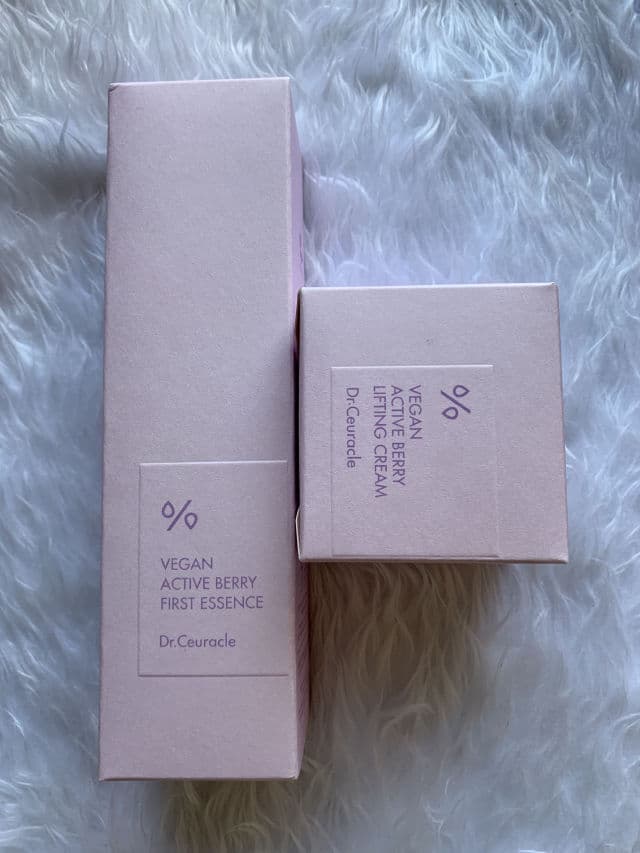 %
VEGAN
ACTIVE BERRY
FIRST ESSENCE
Dr.Ceuracle
%
VEGAN
ACTIVE BERRY
LIFTING CREAM
Dr.Ceuracle